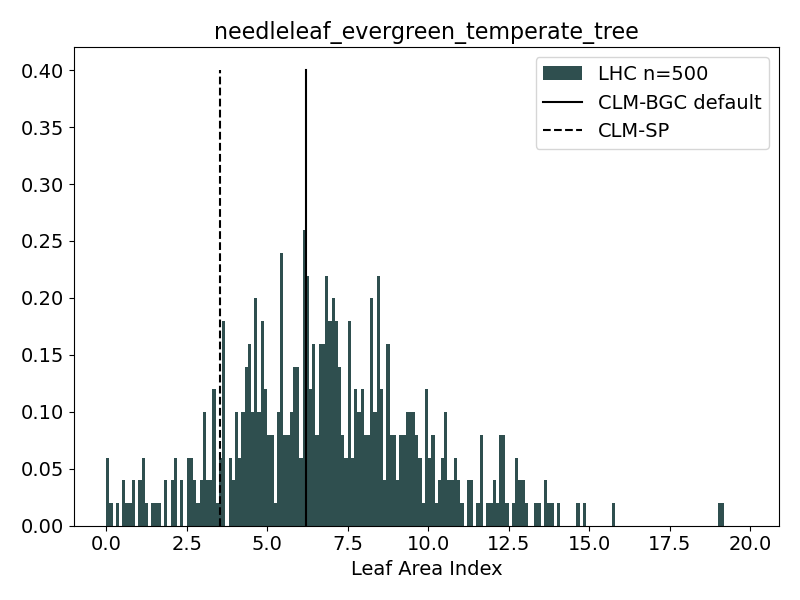 needleleaf_evergreen_temperate_tree
LHC n=500
CLM-BGC default
CLM-SP
0.40
0.35
0.30
0.25
0.20
0.15
0.10
0.05
0.00
0.0 2.5 5.0 7.5 10.0 12.5 15.0 17.5 20.0
Leaf Area Index